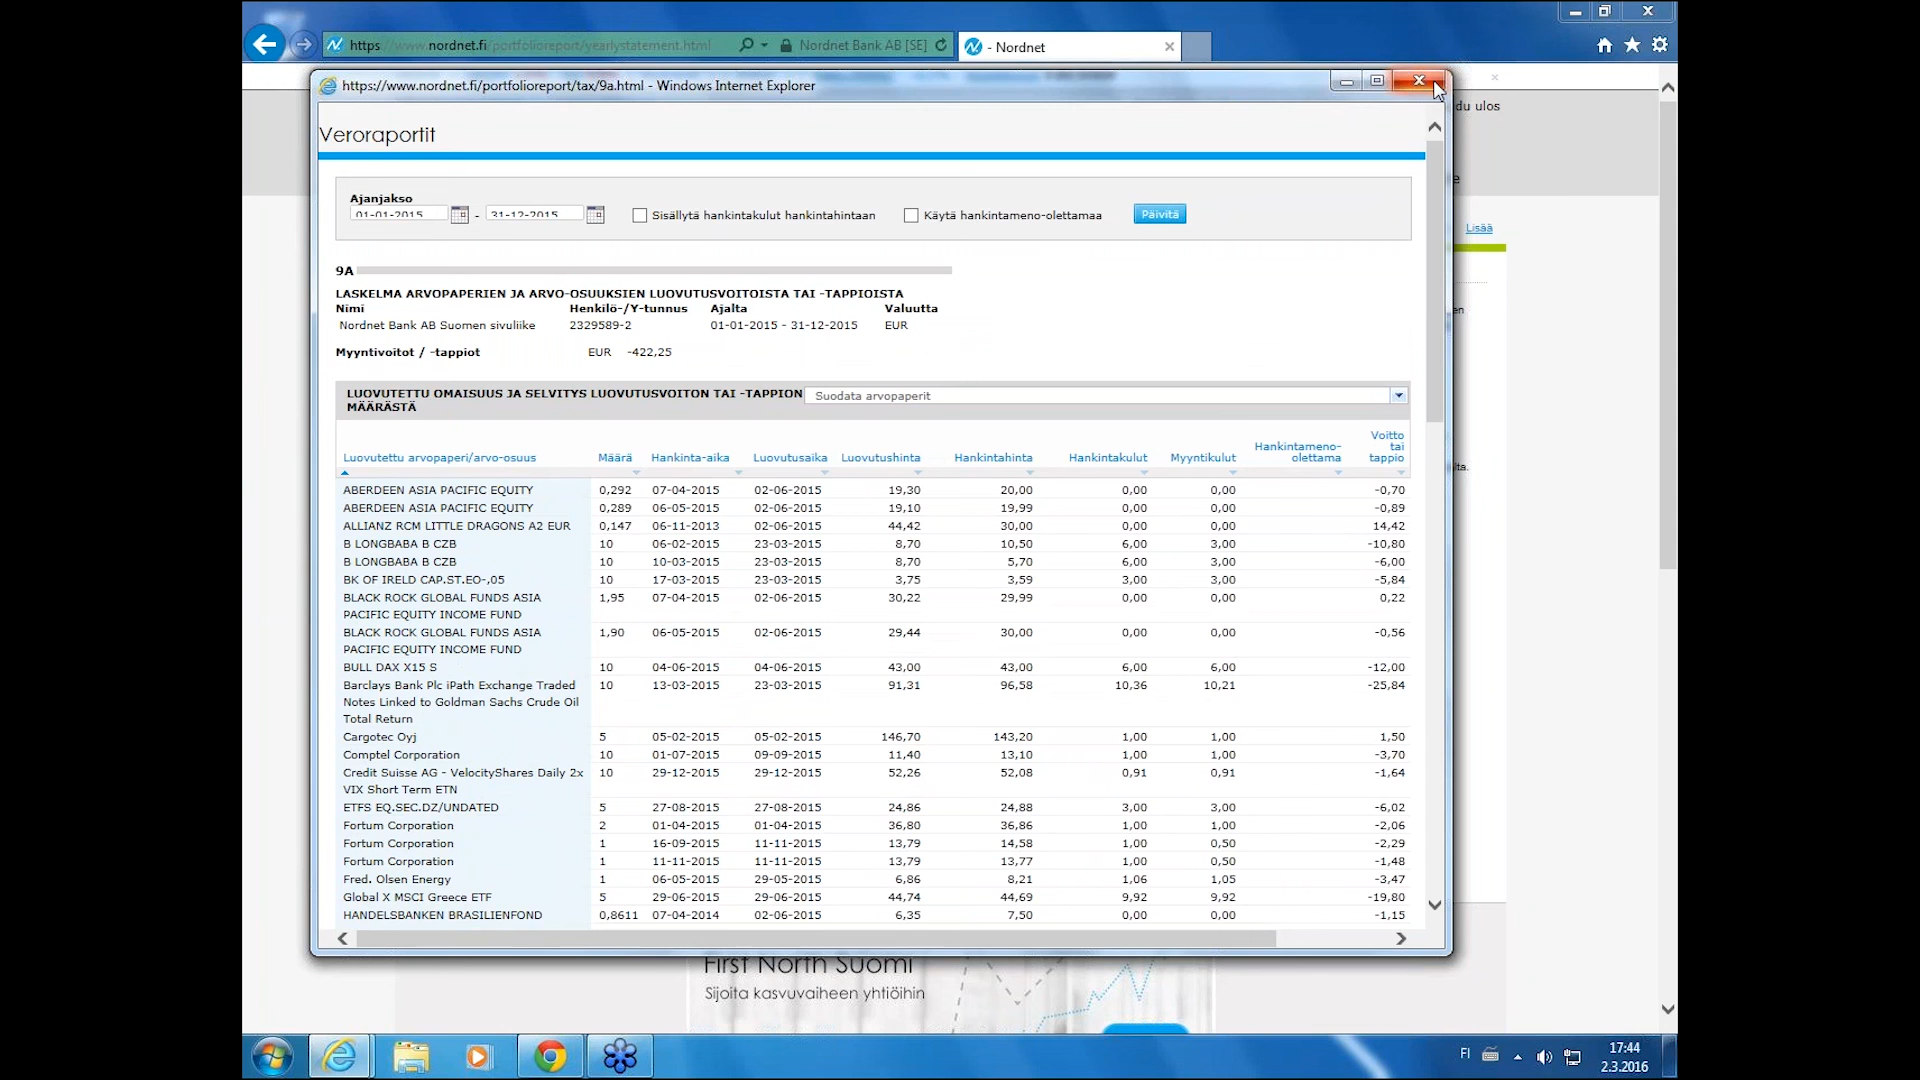 https://www.nordnet.fi/portfolioreport/yearlystatement.html
Nordnet Bank AB [SE]
- Nordnet
https://www.nordnet.fi/portfolioreport/tax/9a.html - Windows Internet Explorer
du ulos
Veroraportit
Ajanjakso
01-01-2015 - 31-12-2015 Sisällytä hankintakulut hankintahintaan Käytä hankintameno-olettamaa Päivitä
Lisää
9A
LASKELMA ARVOPAPERIEN JA ARVO-OSUUKSIEN LUOVUTUSVOITOISTA TAI -TAPPIOISTA
Nimi Henkilö-/Y-tunnus Ajalta Valuutta
Nordnet Bank AB Suomen sivuliike 2329589-2 01-01-2015 - 31-12-2015 EUR
Myyntivoitot / -tappiot EUR -422,25
LUOVUTETTU OMAISUUS JA SELVITYS LUOVUTUSVOITON TAI -TAPPION
MÄÄRÄSTÄ
Suodata arvopaperit
Luovutettu arvopaperi/arvo-osuus Määrä Hankinta-aika Luovutusaika Luovutushinta Hankintahinta Hankintakulut Myyntikulut Hankintameno-olettama Voitto tai tappio
ABERDEEN ASIA PACIFIC EQUITY 0,292 07-04-2015 02-06-2015 19,30 20,00 0,00 0,00 -0,70
ABERDEEN ASIA PACIFIC EQUITY 0,289 06-05-2015 02-06-2015 19,10 19,99 0,00 0,00 -0,89
ALLIANZ RCM LITTLE DRAGONS A2 EUR 0,147 06-11-2013 02-06-2015 44,42 30,00 0,00 0,00 14,42
B LONGBABA B CZB 10 06-02-2015 23-03-2015 8,70 10,50 6,00 3,00 -10,80
B LONGBABA B CZB 10 10-03-2015 23-03-2015 8,70 5,70 6,00 3,00 -6,00
BK OF IRELD CAP.ST.EO-,05 10 17-03-2015 23-03-2015 3,75 3,59 3,00 3,00 -5,84
BLACK ROCK GLOBAL FUNDS ASIA 1,95 07-04-2015 02-06-2015 30,22 29,99 0,00 0,00 0,22
PACIFIC EQUITY INCOME FUND
BLACK ROCK GLOBAL FUNDS ASIA 1,90 06-05-2015 02-06-2015 29,44 30,00 0,00 0,00 -0,56
PACIFIC EQUITY INCOME FUND
BULL DAX X15 S 10 04-06-2015 04-06-2015 43,00 43,00 6,00 6,00 -12,00
Barclays Bank Plc iPath Exchange Traded 10 13-03-2015 23-03-2015 91,31 96,58 10,36 10,21 -25,84
Notes Linked to Goldman Sachs Crude Oil
Total Return
Cargotec Oyj 5 05-02-2015 05-02-2015 146,70 143,20 1,00 1,00 1,50
Comptel Corporation 10 01-07-2015 09-09-2015 11,40 13,10 1,00 1,00 -3,70
Credit Suisse AG - VelocityShares Daily 2x 10 29-12-2015 29-12-2015 52,26 52,08 0,91 0,91 -1,64
VIX Short Term ETN
ETFS EQ.SEC.DZ/UNDATED 5 27-08-2015 27-08-2015 24,86 24,88 3,00 3,00 -6,02
Fortum Corporation 2 01-04-2015 01-04-2015 36,80 36,86 1,00 1,00 -2,06
Fortum Corporation 1 16-09-2015 11-11-2015 13,79 14,58 1,00 0,50 -2,29
Fortum Corporation 1 11-11-2015 11-11-2015 13,79 13,77 1,00 0,50 -1,48
Fred. Olsen Energy 1 06-05-2015 29-05-2015 6,86 8,21 1,06 1,05 -3,47
Global X MSCI Greece ETF 5 29-06-2015 29-06-2015 44,74 44,69 9,92 9,92 -19,80
HANDELSBANKEN BRASILIENFOND 0,8611 07-04-2014 02-06-2015 6,35 7,50 0,00 0,00 -1,15
First North Suomi
Sijoita kasvuvaiheen yhtiöihin
FI
17:44
2.3.2016